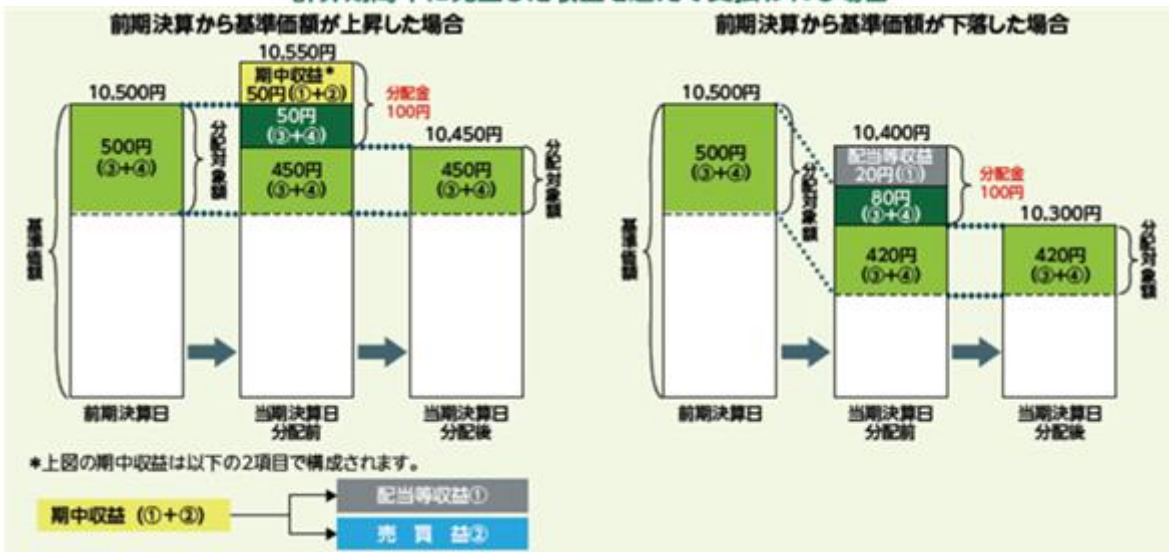 前期決算から基準価額が上昇した場合
10,500円
500円
(③+④)
分配対象額
基準価額
10,550円
期中収益*
50円(①+②)
50円
(③+④)
450円
(③+④)
分配金
100円
10,450円
450円
(③+④)
分配対象額
前期決算日
当期決算日
分配前
当期決算日
分配後
前期決算から基準価額が下落した場合
10,500円
500円
(③+④)
分配対象額
基準価額
10,400円
配当等収益
20円(①)
80円
(③+④)
420円
(③+④)
分配金
100円
10,300円
420円
(③+④)
分配対象額
前期決算日
当期決算日
分配前
当期決算日
分配後
*上図の期中収益は以下の2項目で構成されます。
期中収益 (①+②)
配当等収益①
売買益②